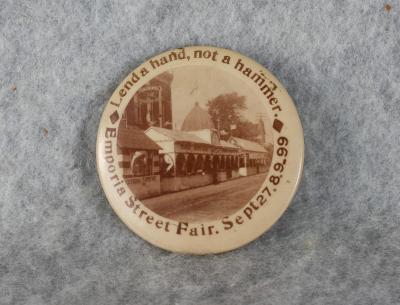 Lend a hand, not a hammer.
Emporia Street Fair. Sept 27.8.9.99